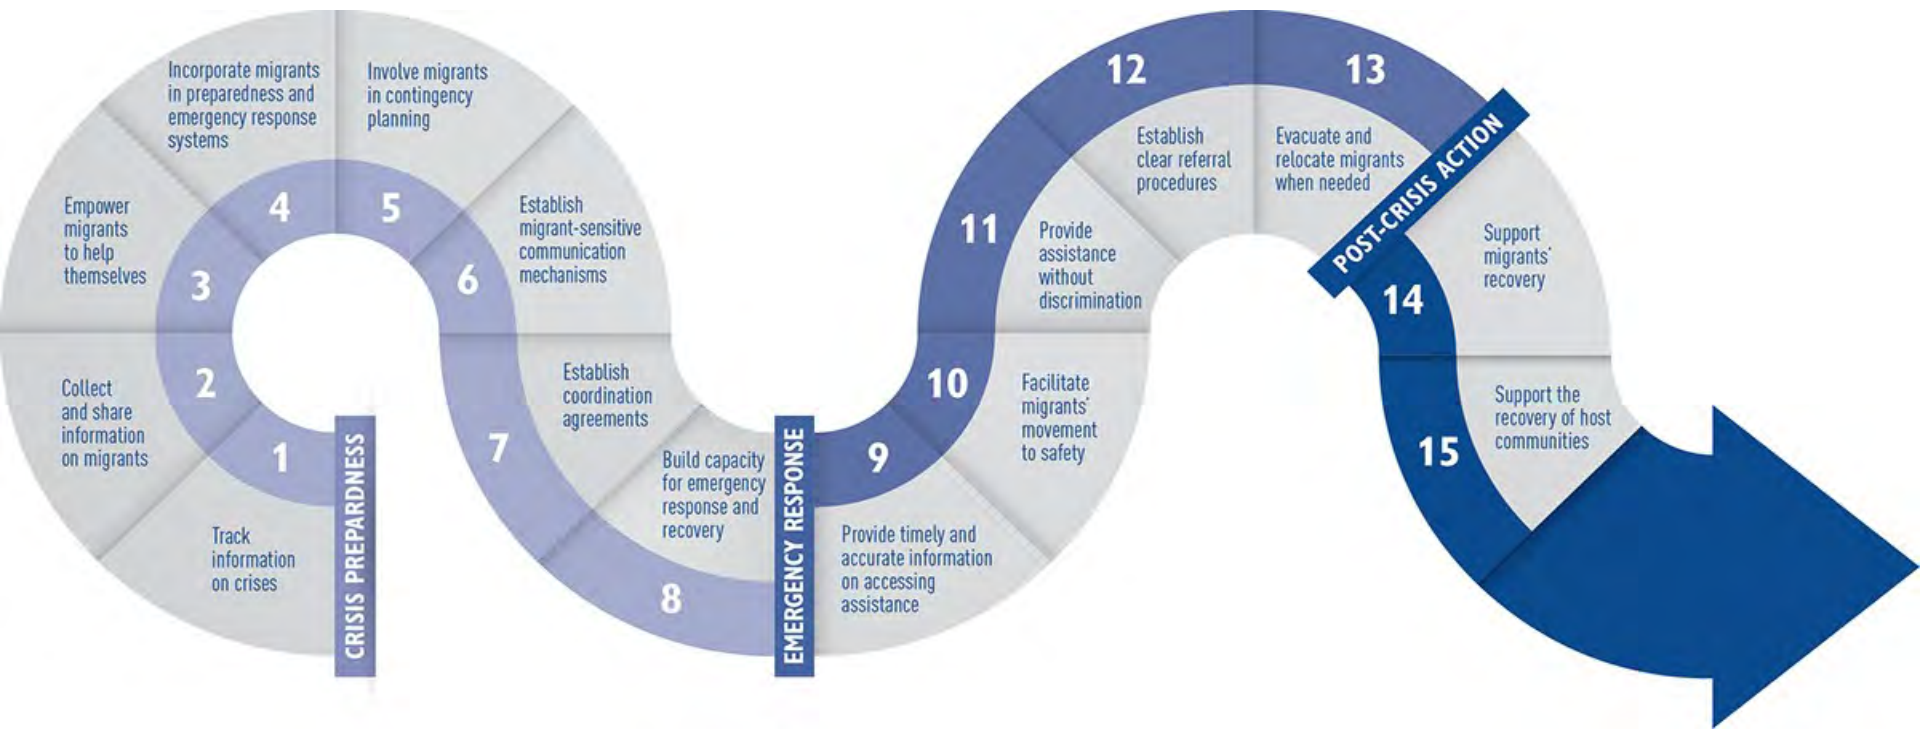 CRISIS PREPARDNESS
1
Track
information
on crises
2
Collect
and share
information
on migrants
3
Empower
migrants
to help
themselves
4
Incorporate migrants
in preparedness and
emergency response
systems
5
Involve migrants
in contingency
planning
6
Establish
migrant-sensitive
communication
mechanisms
7
Establish
coordination
agreements
8
Build capacity
for emergency
response and
recovery
EMERGENCY RESPONSE
9
Provide timely and
accurate information
on accessing
assistance
10
Facilitate
migrants'
movement
to safety
11
Provide
assistance
without
discrimination
12
Establish
clear referral
procedures
13
Evacuate and
relocate migrants
when needed
POST-CRISIS ACTION
14
Support
migrants'
recovery
15
Support the
recovery of host
communities